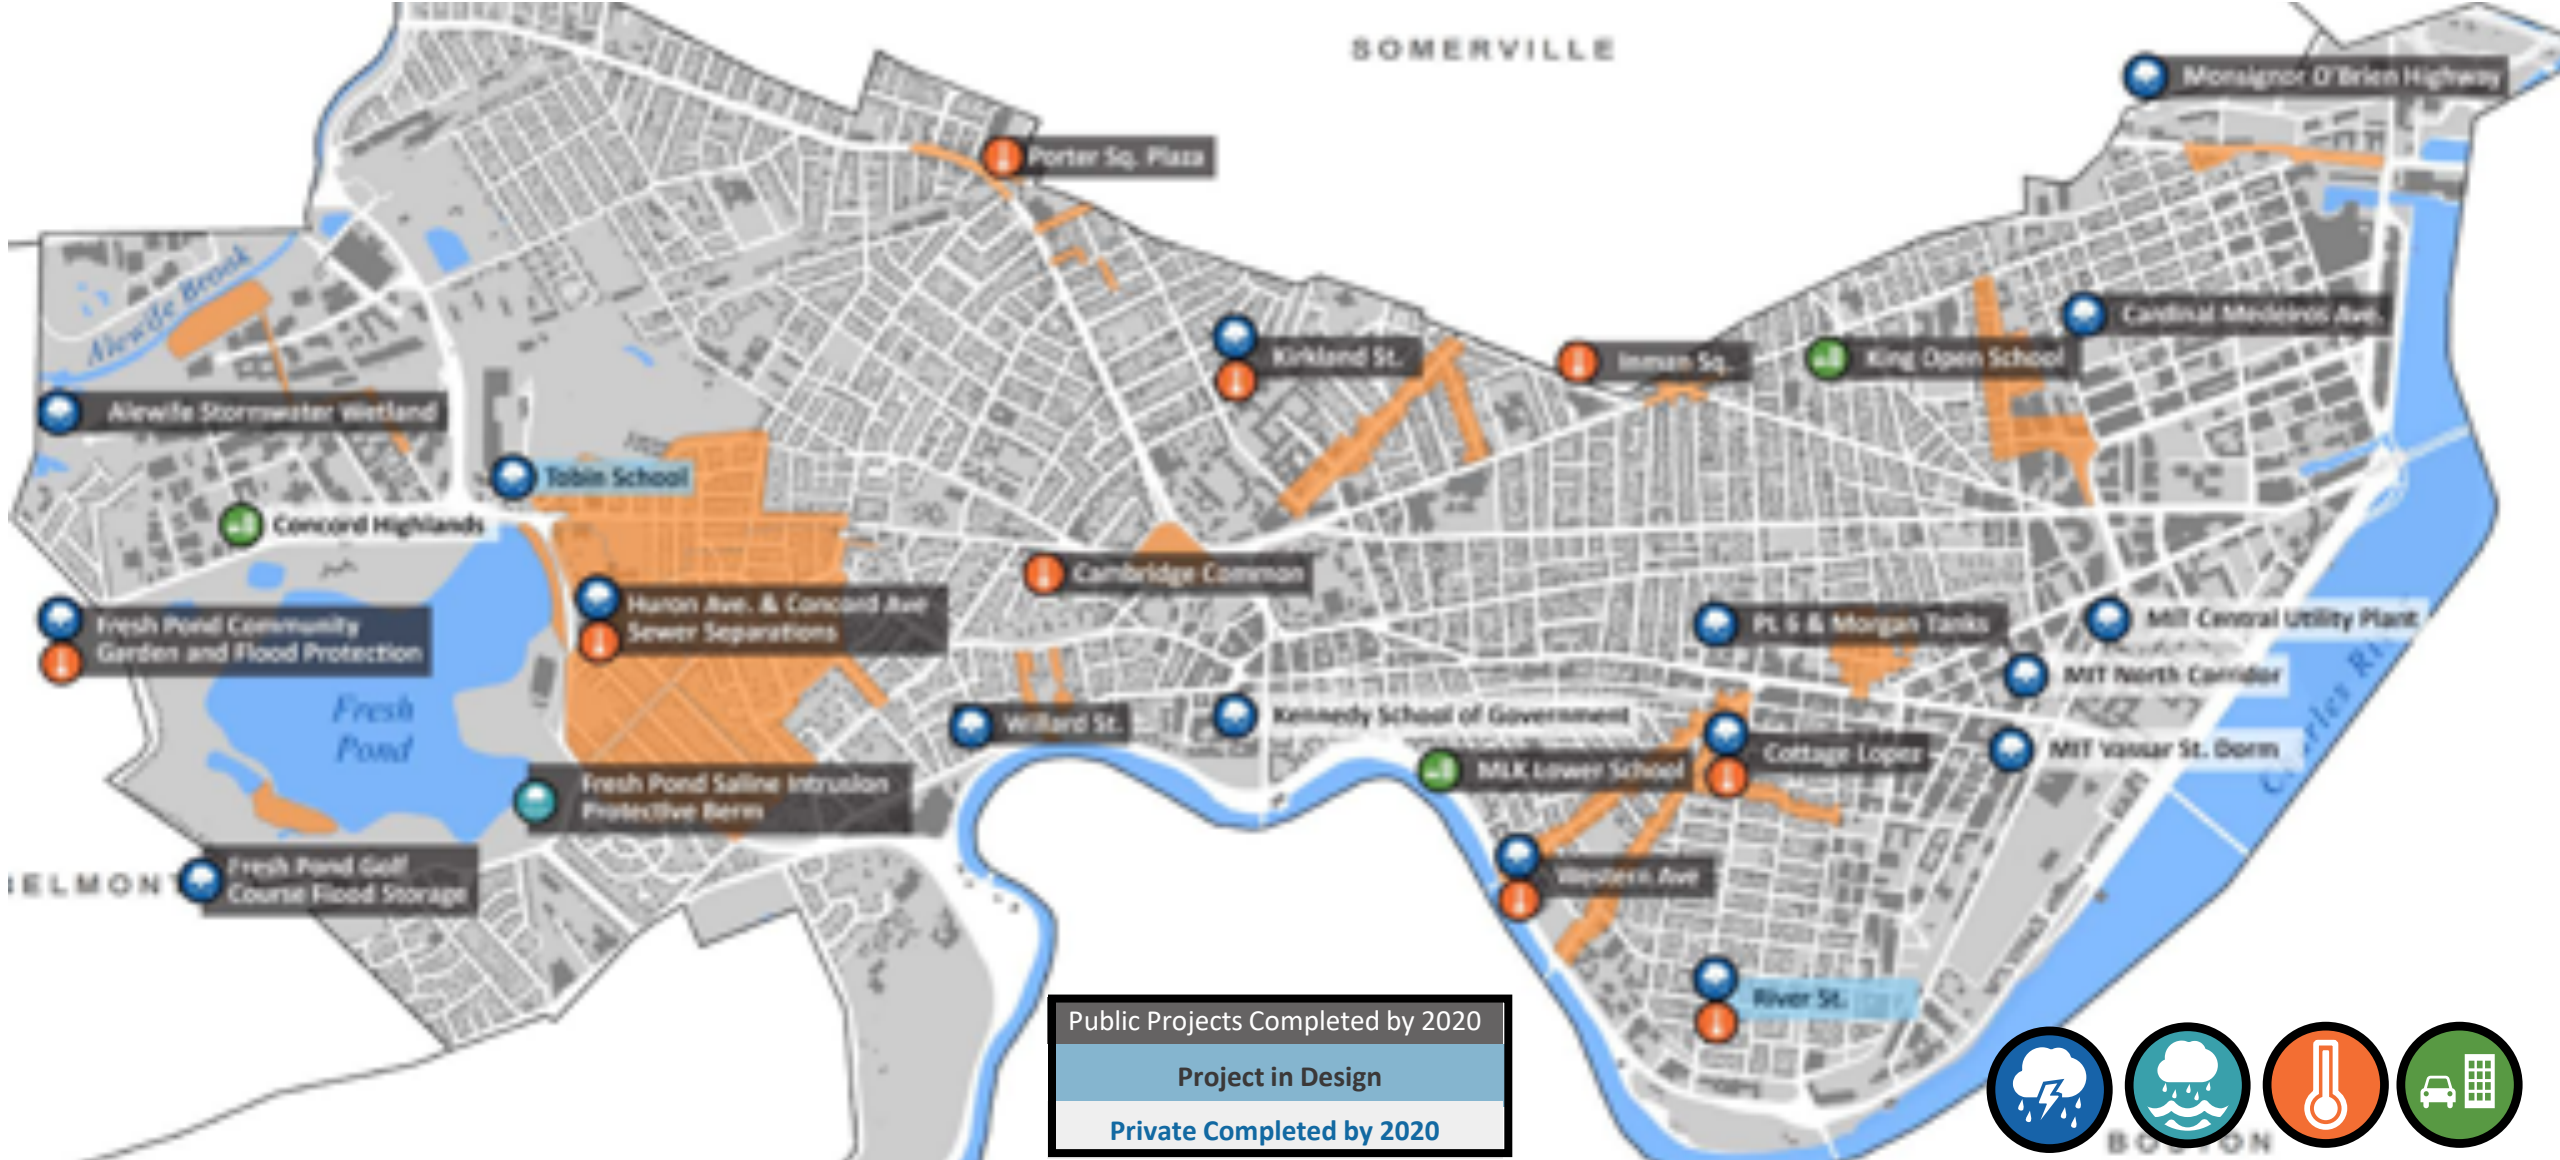 SOMERVILLE
Monsignor O'Brien Highway
Porter Sq. Plaza
Alewife Brook
Cardinal Medeiros Ave.
Kirkland St.
Inman Sq.
King Open School
Alewife Stormwater Wetland
Tobin School
Concord Highlands
Cambridge Common
Huron Ave. & Concord Ave
Sewer Separations
Fresh Pond Community
Garden and Flood Protection
PL 6 & Morgan Tanks
MIT Central Utility Plant
MIT North Corridor
Fresh
Pond
Willard St.
Kennedy School of Government
MIT Vassar St. Dorm
Cottage Lopez
MLK Lower School
Fresh Pond Saline Intrusion
Protective Berm
Fresh Pond Golf
Course Flood Storage
ELMON
Western Ave
River St.
Public Projects Completed by 2020
Project in Design
Private Completed by 2020